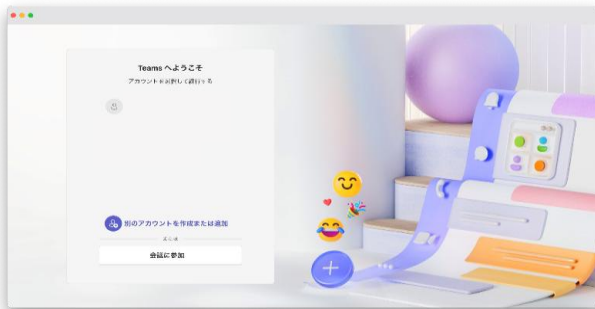 Teams へようこそ
アカウントを選択して続行する
別のアカウントを作成または追加
または
会議に参加